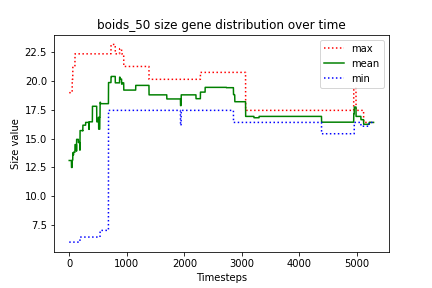 boids_50 size gene distribution over time
max
mean
min
22.5
20.0
17.5
15.0
12.5
10.0
7.5
Size value
0 1000 2000 3000 4000 5000
Timesteps